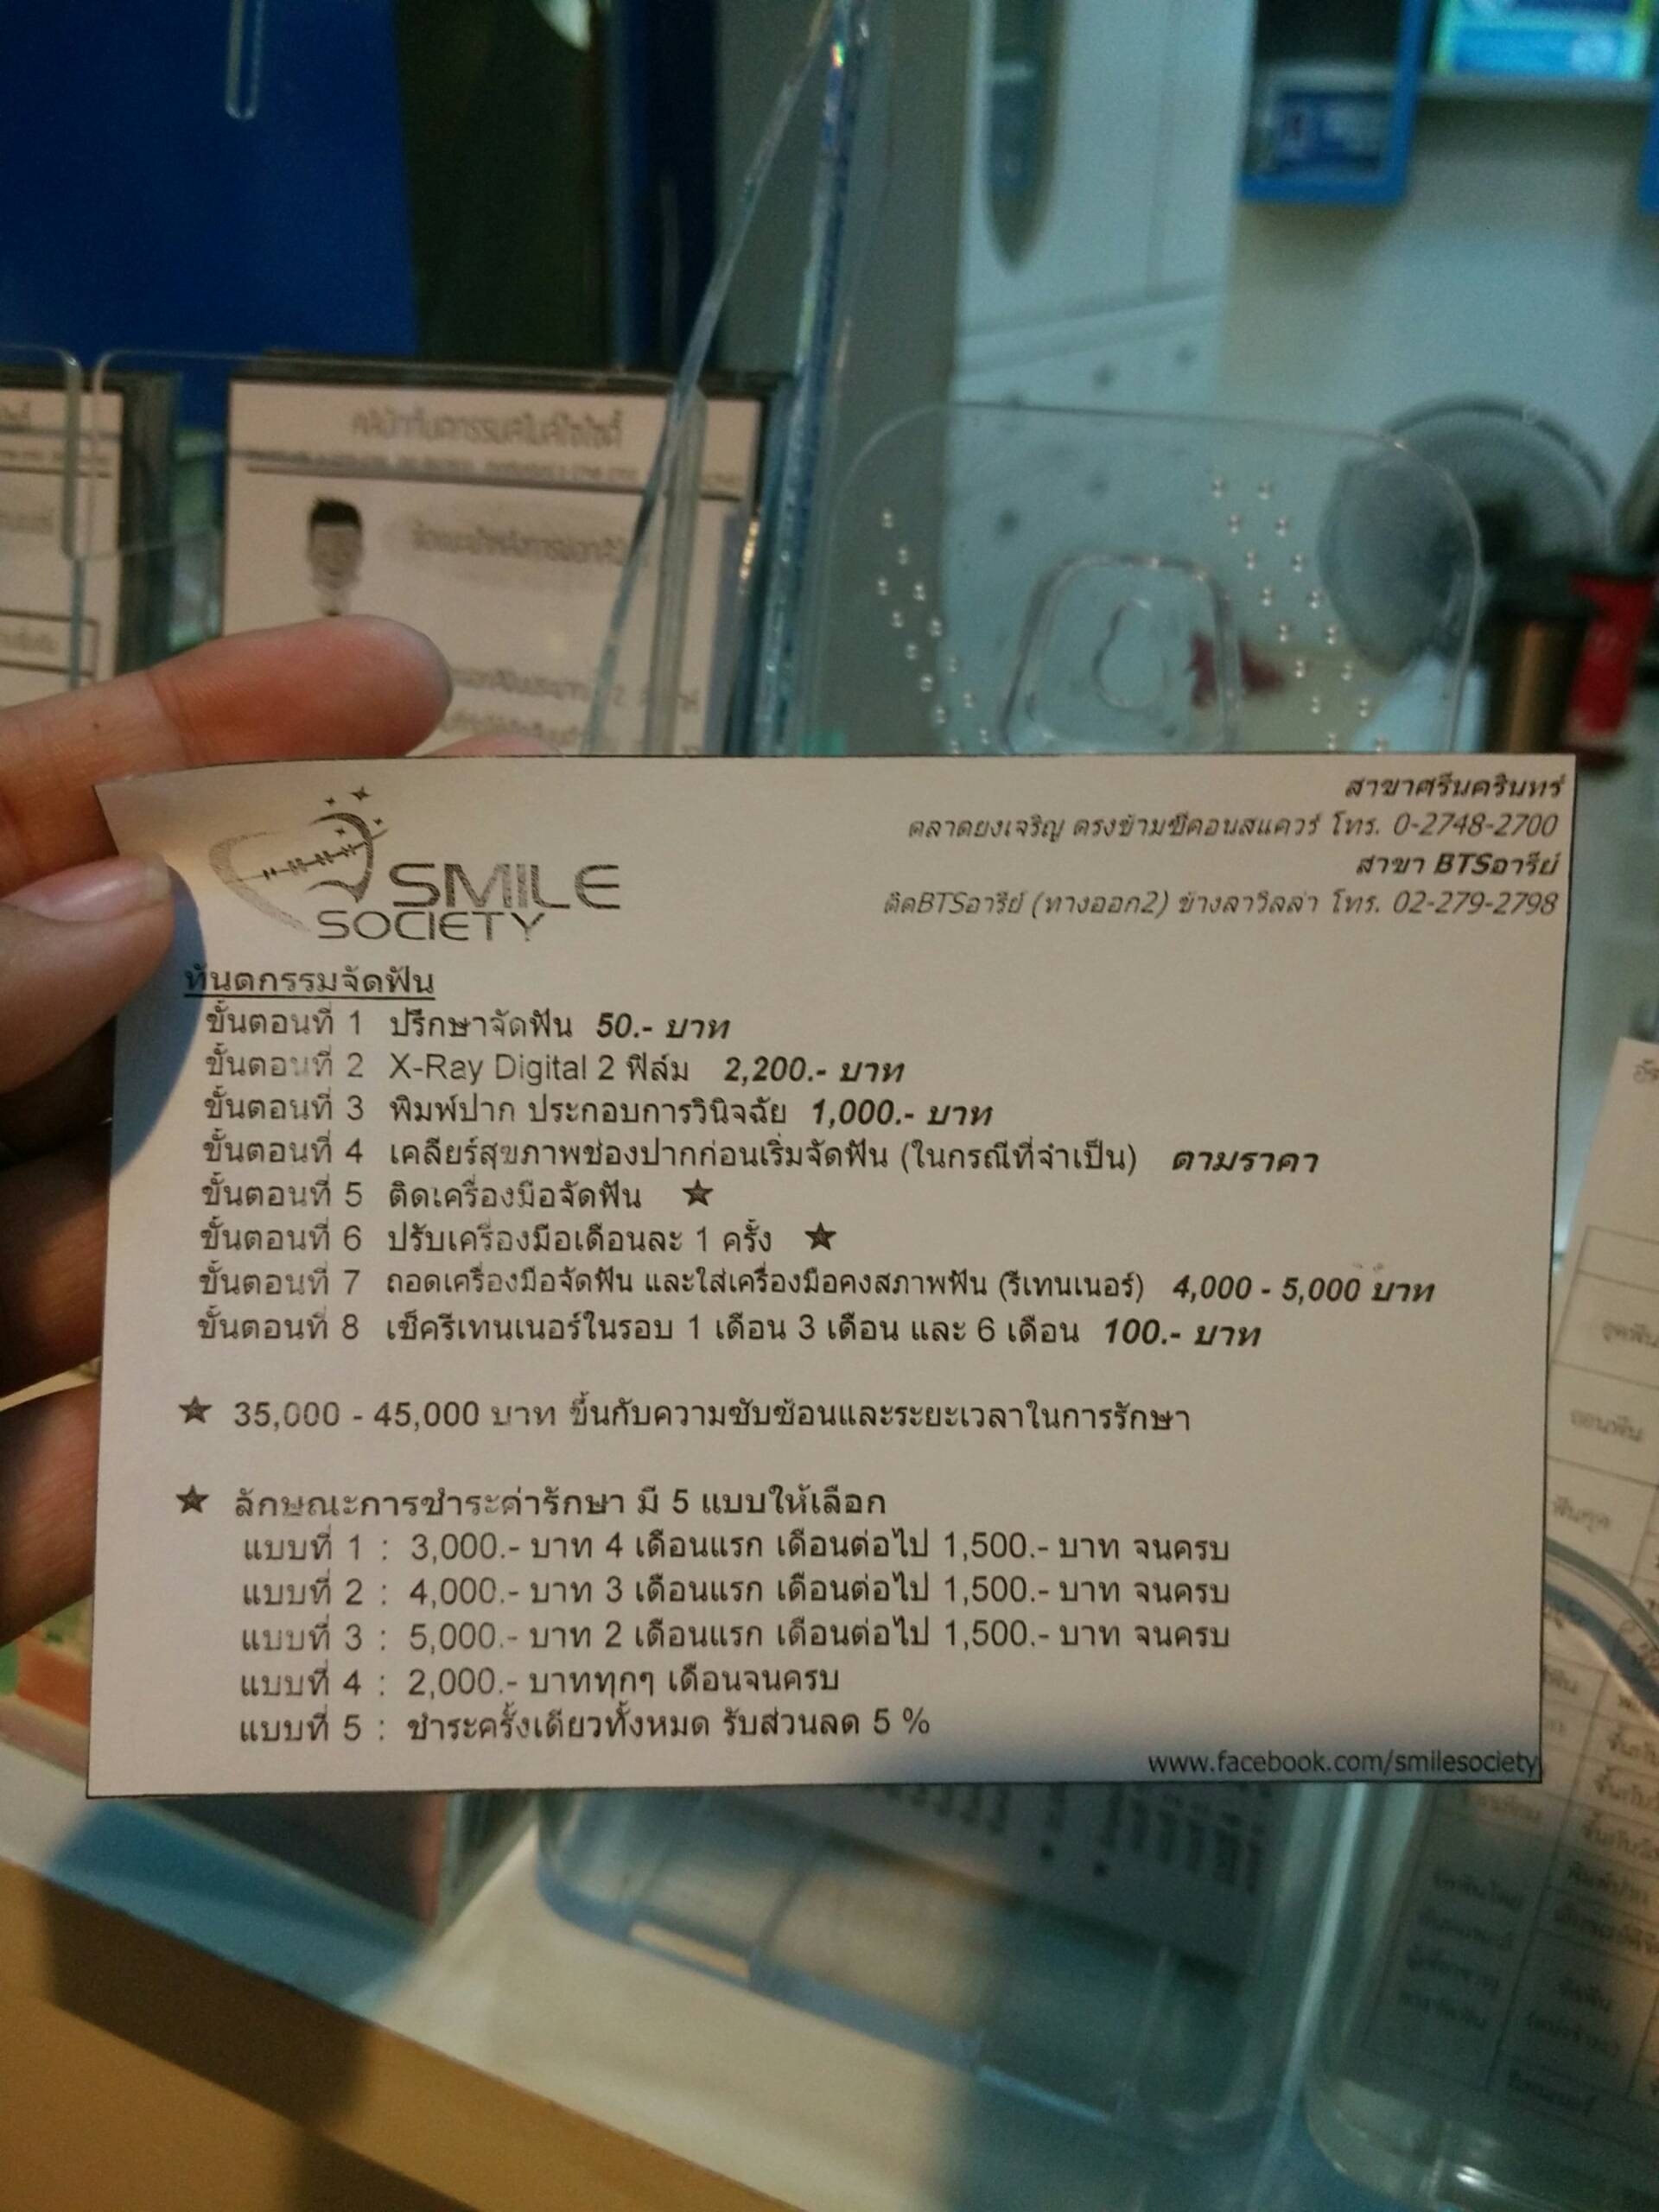 SMILE
SOCIETY
สาขาศรีนครินทร์
ตลาดยงเจริญ ตรงข้ามซีคอนสแควร์ โทร. 0-2748-2700
สาขา BTSอารีย์
ติดBTSอารีย์ (ทางออก2) ข้างลาวิลล่า โทร. 02-279-2798
ทันตกรรมจัดฟัน
ขั้นตอนที่ 1 ปรึกษาจัดฟัน 50.- บาท
ขั้นตอนที่ 2 X-Ray Digital 2 ฟิล์ม 2,200.- บาท
ขั้นตอนที่ 3 พิมพ์ปาก ประกอบการวินิจฉัย 1,000.- บาท
ขั้นตอนที่ 4 เคลียร์สุขภาพช่องปากก่อนเริ่มจัดฟัน (ในกรณีที่จำเป็น) ตามราคา
ขั้นตอนที่ 5 ติดเครื่องมือจัดฟัน ★
ขั้นตอนที่ 6 ปรับเครื่องมือเดือนละ 1 ครั้ง ★
ขั้นตอนที่ 7 ถอดเครื่องมือจัดฟัน และใส่เครื่องมือคงสภาพฟัน (รีเทนเนอร์) 4,000 - 5,000 บาท
ขั้นตอนที่ 8 เช็ครีเทนเนอร์ในรอบ 1 เดือน 3 เดือน และ 6 เดือน 100.- บาท
★ 35,000 - 45,000 บาท ขึ้นกับความซับซ้อนและระยะเวลาในการรักษา
★ ลักษณะการชำระค่ารักษา มี 5 แบบให้เลือก
แบบที่ 1 : 3,000.- บาท 4 เดือนแรก เดือนต่อไป 1,500.- บาท จนครบ
แบบที่ 2 : 4,000.- บาท 3 เดือนแรก เดือนต่อไป 1,500.- บาท จนครบ
แบบที่ 3 : 5,000.- บาท 2 เดือนแรก เดือนต่อไป 1,500.- บาท จนครบ
แบบที่ 4 : 2,000.- บาททุกๆ เดือนจนครบ
แบบที่ 5 : ชำระครั้งเดียวทั้งหมด รับส่วนลด 5 %
www.facebook.com/smilesociety